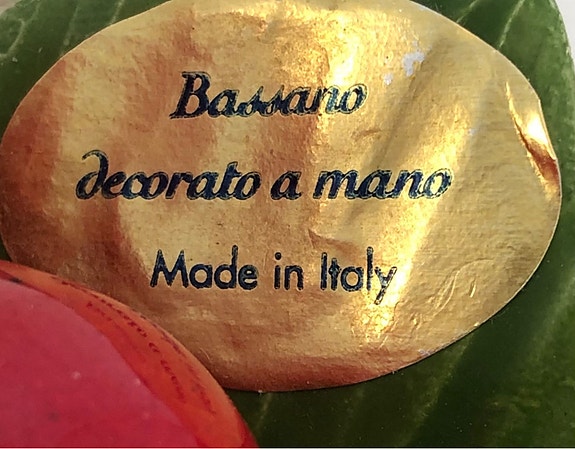 Bassano
decorato a mano
Made in Italy